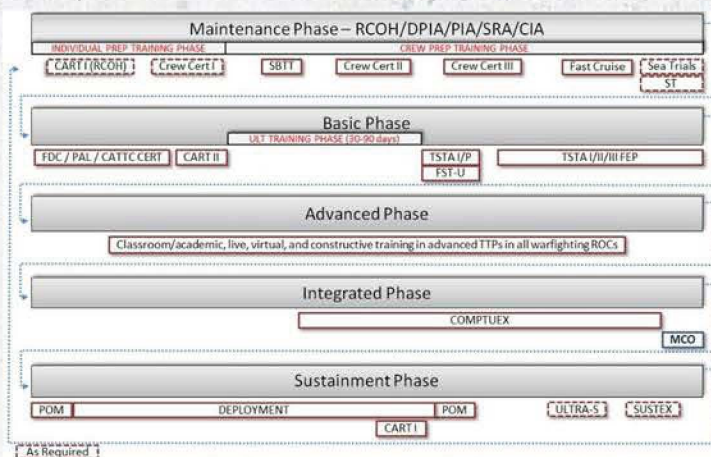 Maintenance Phase – RCOH/DPIA/PIA/SRA/CIA
INDIVIDUAL PREP TRAINING PHASE CREW PREP TRAINING PHASE
CART I (RCOH) Crew Cert I SBTT Crew Cert II Crew Cert III Fast Cruise Sea Trials
ST
Basic Phase
ULT TRAINING PHASE (30-90 days)
FDC / PAL / CATTC CERT CART II TSTA I/P TSTA I/II/III FEP
FST-U
Advanced Phase
Classroom/academic, live, virtual, and constructive training in advanced TTPs in all warfighting ROCs
Integrated Phase
COMPTUEX
MCO
Sustainment Phase
POM DEPLOYMENT POM ULTRA-S SUSTEX
CART I
As Required